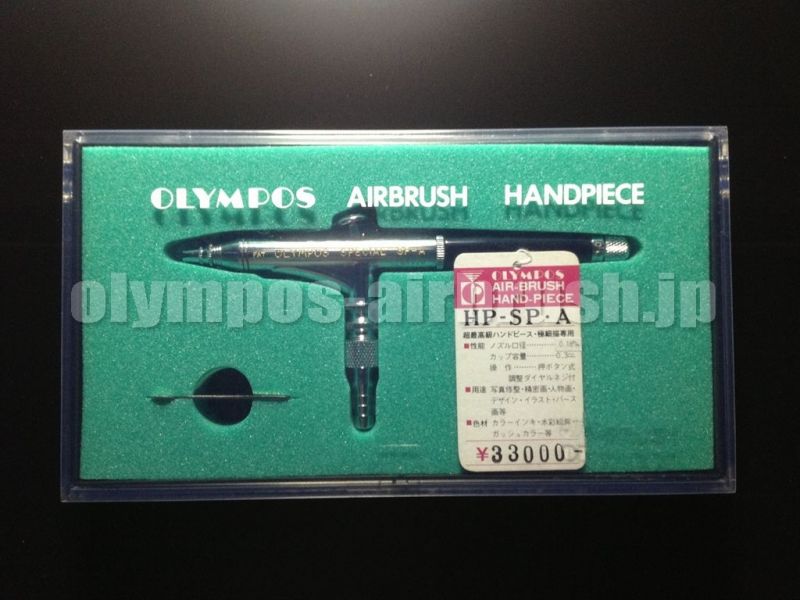 OLYMPOS AIRBRUSH HANDPIECE
PAT OLYMPOS SPECIAL SP-A
olympos-airbrush.jp
OLYMPOS
AIR-BRUSH
HAND-PIECE
HP-SP・A
超最高級ハンドピース・極細描専用
■性能 ノズル口径…………0.18%
カップ容量…………0.3cc
操 作………押ボタン式
調整ダイヤルネジ付
■用途 写真修整・精密画・人物画・
デザイン・イラスト・パース
画等
■色材 カラーインキ・水彩絵具・
ガッシュカラー等
¥33000-